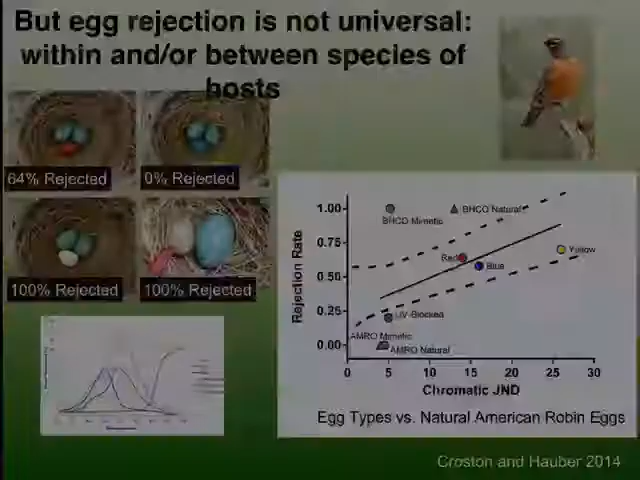 But egg rejection is not universal:
within and/or between species of
hosts
64% Rejected
0% Rejected
100% Rejected
100% Rejected
Rejection Rate
1.00
0.75
0.50
0.25
0.00
BHCO Mimetic
BHCO Natural
Red
Blue
Yellow
UV-Blocked
AMRO Mimetic
AMRO Natural
0 5 10 15 20 25 30
Chromatic JND
Egg Types vs. Natural American Robin Eggs
Croston and Hauber 2014